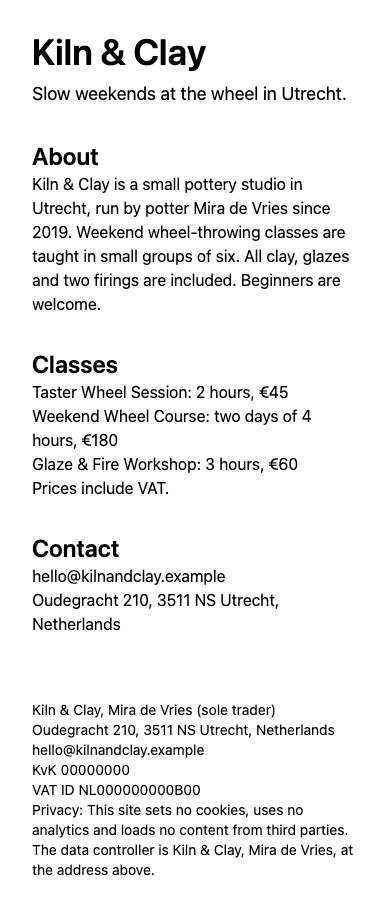 Kiln & Clay
Slow weekends at the wheel in Utrecht.
About
Kiln & Clay is a small pottery studio in
Utrecht, run by potter Mira de Vries since
2019. Weekend wheel-throwing classes are
taught in small groups of six. All clay, glazes
and two firings are included. Beginners are
welcome.
Classes
Taster Wheel Session: 2 hours, €45
Weekend Wheel Course: two days of 4
hours, €180
Glaze & Fire Workshop: 3 hours, €60
Prices include VAT.
Contact
hello@kilnandclay.example
Oudegracht 210, 3511 NS Utrecht,
Netherlands
Kiln & Clay, Mira de Vries (sole trader)
Oudegracht 210, 3511 NS Utrecht, Netherlands
hello@kilnandclay.example
KvK 00000000
VAT ID NL000000000B00
Privacy: This site sets no cookies, uses no
analytics and loads no content from third parties.
The data controller is Kiln & Clay, Mira de Vries, at
the address above.